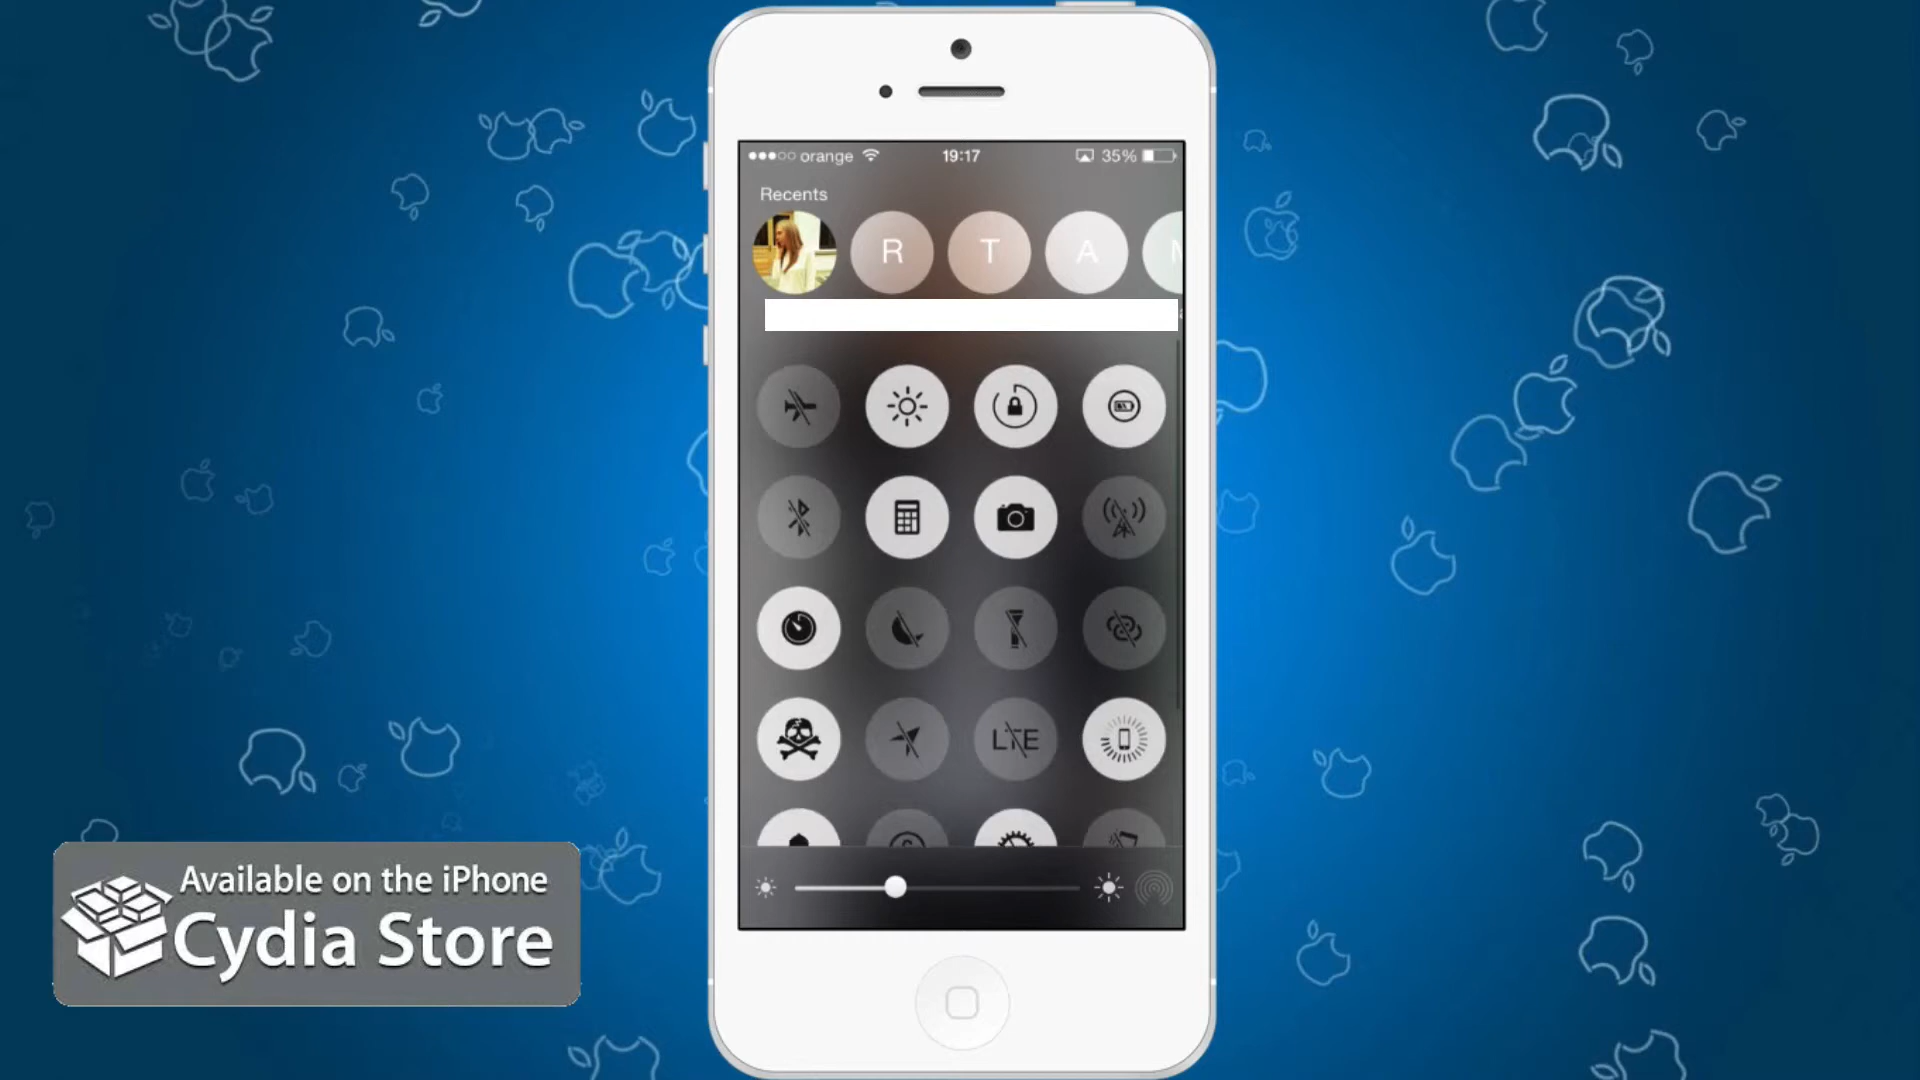 orange 19:17 35%
Recents
R T A
LTE
Available on the iPhone
Cydia Store